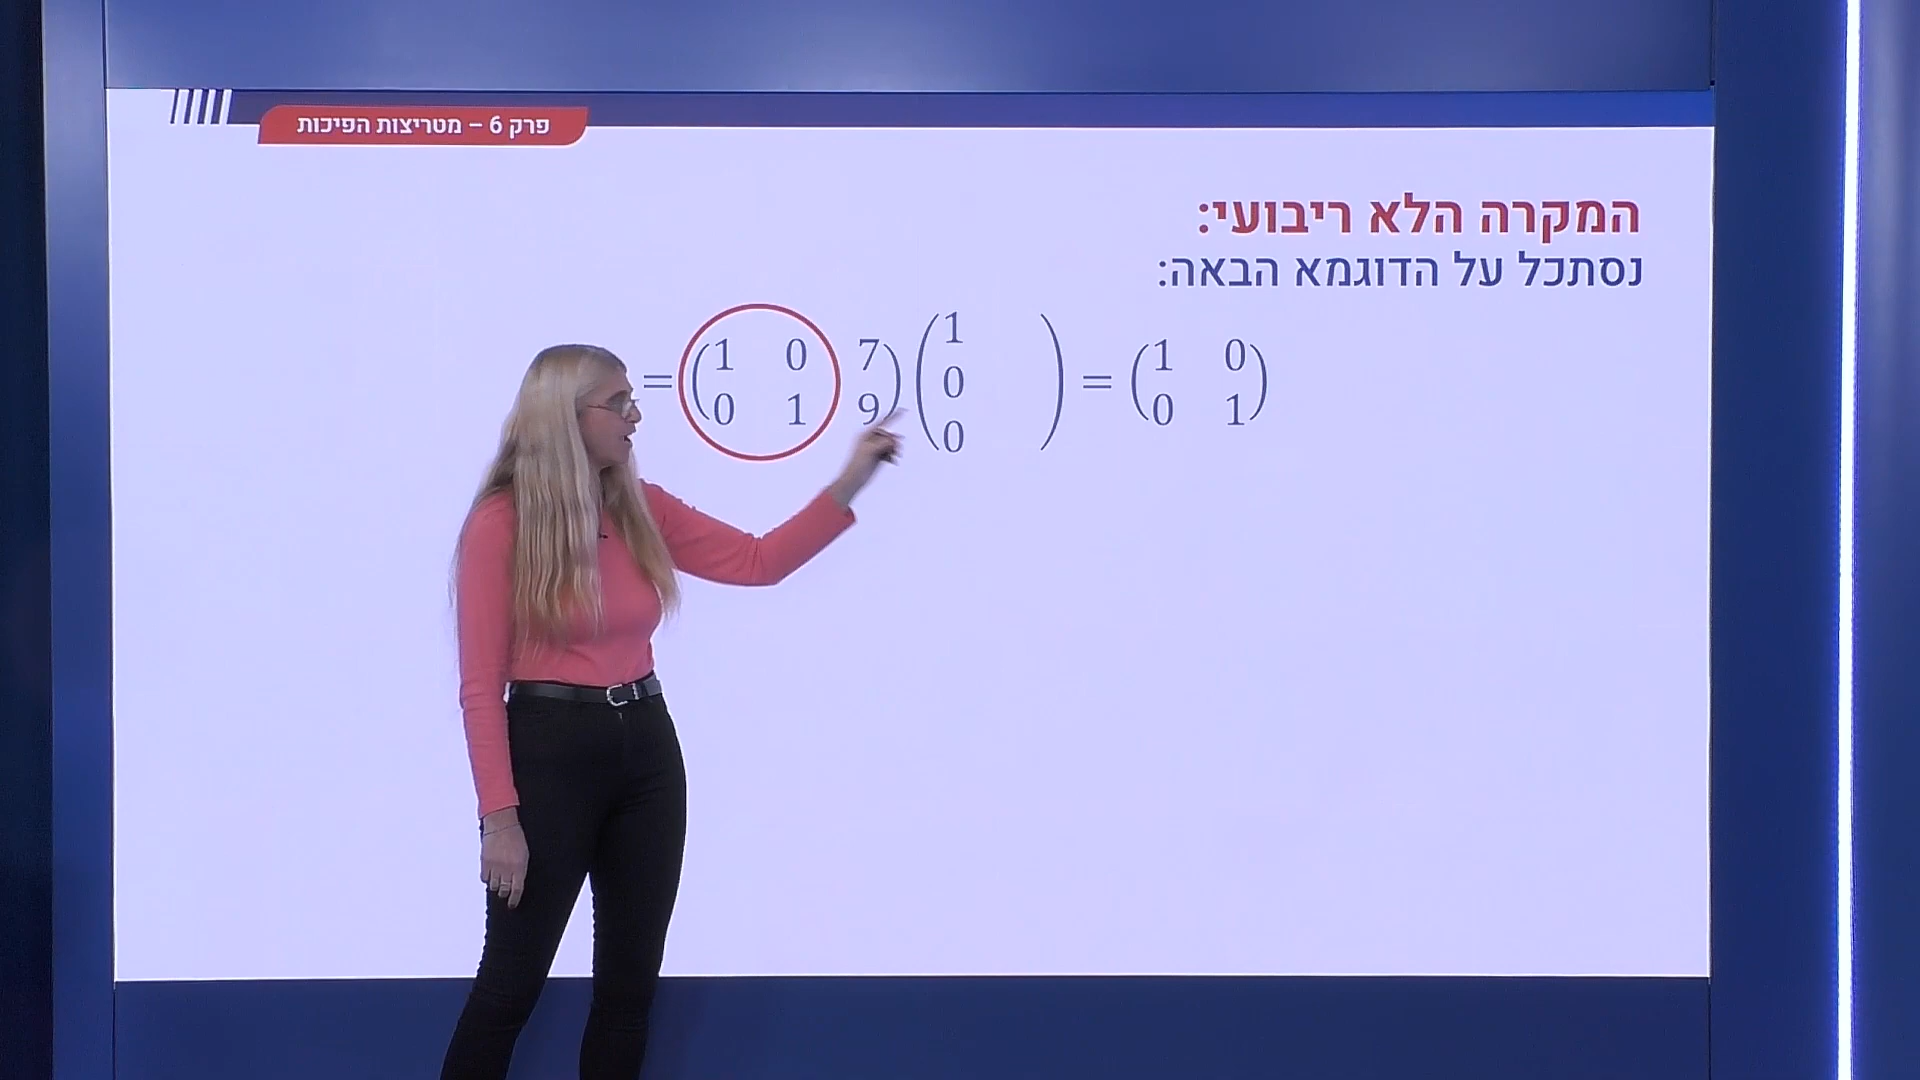 פרק 6 – מטריצות הפיכות
המקרה הלא ריבועי:
נסתכל על הדוגמא הבאה:
= (1 0 7) (1 ) = (1 0)
(0 1 9) (0 ) (0 1)
(0 )